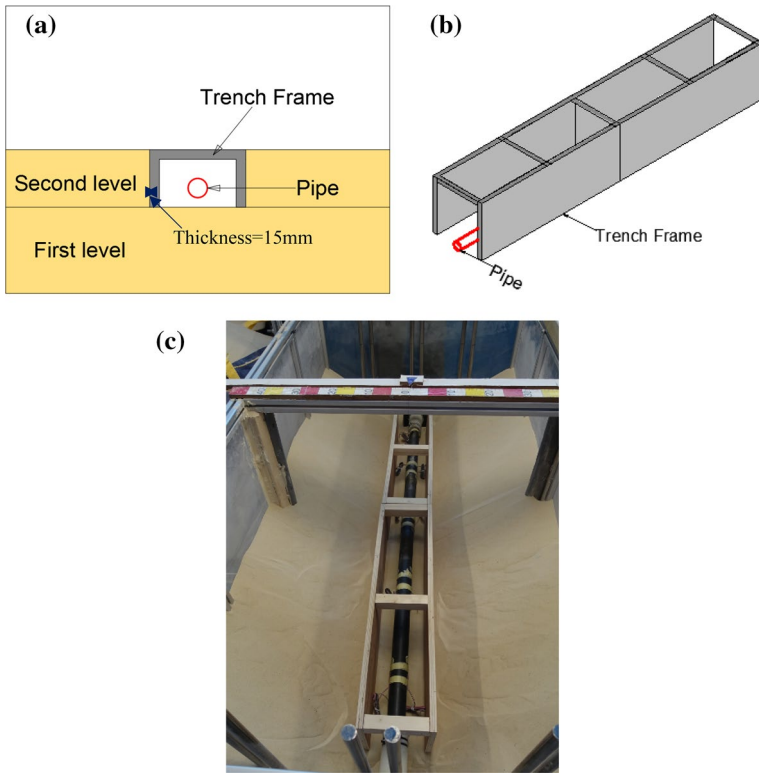 (a)
Trench Frame
Second level
Pipe
Thickness=15mm
First level
(b)
Trench Frame
Pipe
(c)